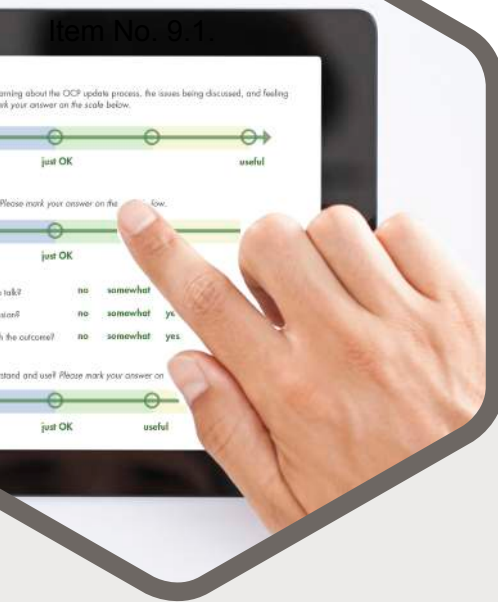 Item No. 9.1.
arning about the OCP update process, the issues being discussed, and feeling
rk your answer on the scale below.
just OK useful
Please mark your answer on the low.
just OK
talk? no somewhat
sion? no somewhat ye
h the outcome? no somewhat yes
stand and use? Please mark your answer on
just OK useful